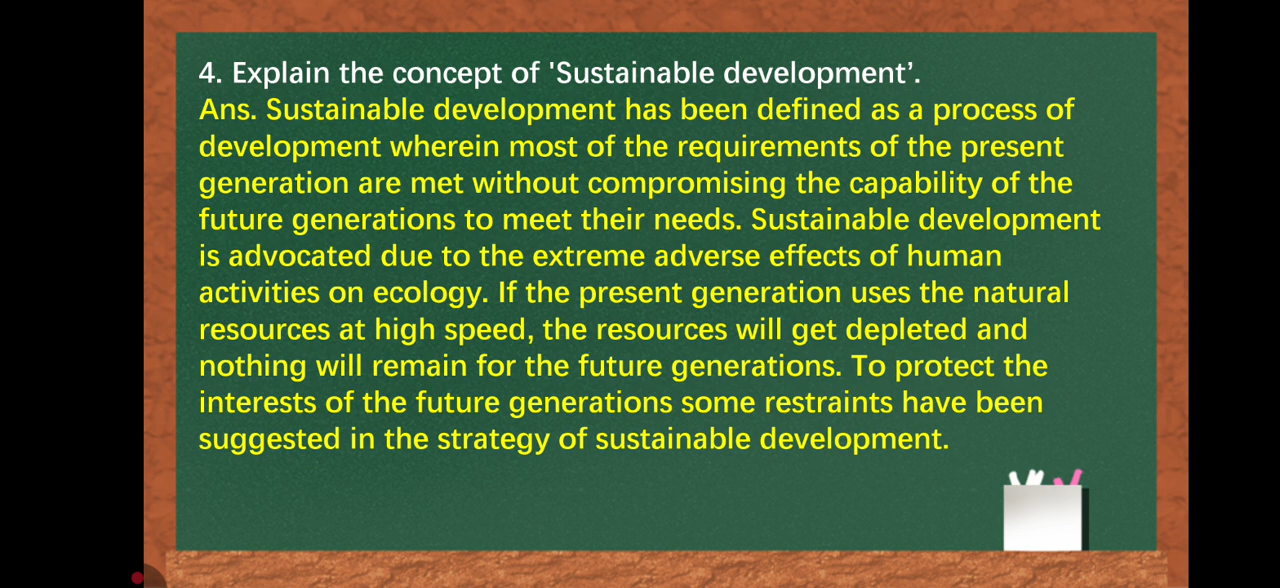 4. Explain the concept of 'Sustainable development’.
Ans. Sustainable development has been defined as a process of
development wherein most of the requirements of the present
generation are met without compromising the capability of the
future generations to meet their needs. Sustainable development
is advocated due to the extreme adverse effects of human
activities on ecology. If the present generation uses the natural
resources at high speed, the resources will get depleted and
nothing will remain for the future generations. To protect the
interests of the future generations some restraints have been
suggested in the strategy of sustainable development.